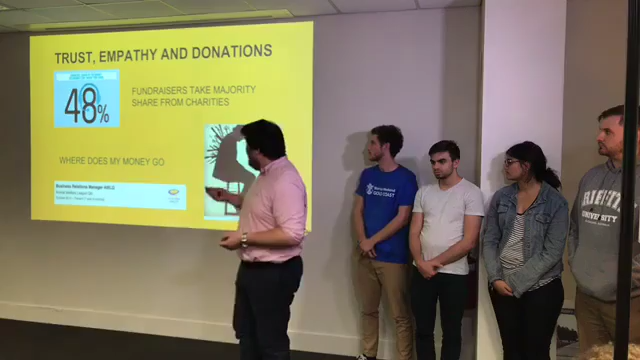 TRUST, EMPATHY AND DONATIONS
48%
FUNDRAISERS TAKE MAJORITY
SHARE FROM CHARITIES
WHERE DOES MY MONEY GO
Business Relations Manager AWLQ
GOLD COAST
UNIVERSITY